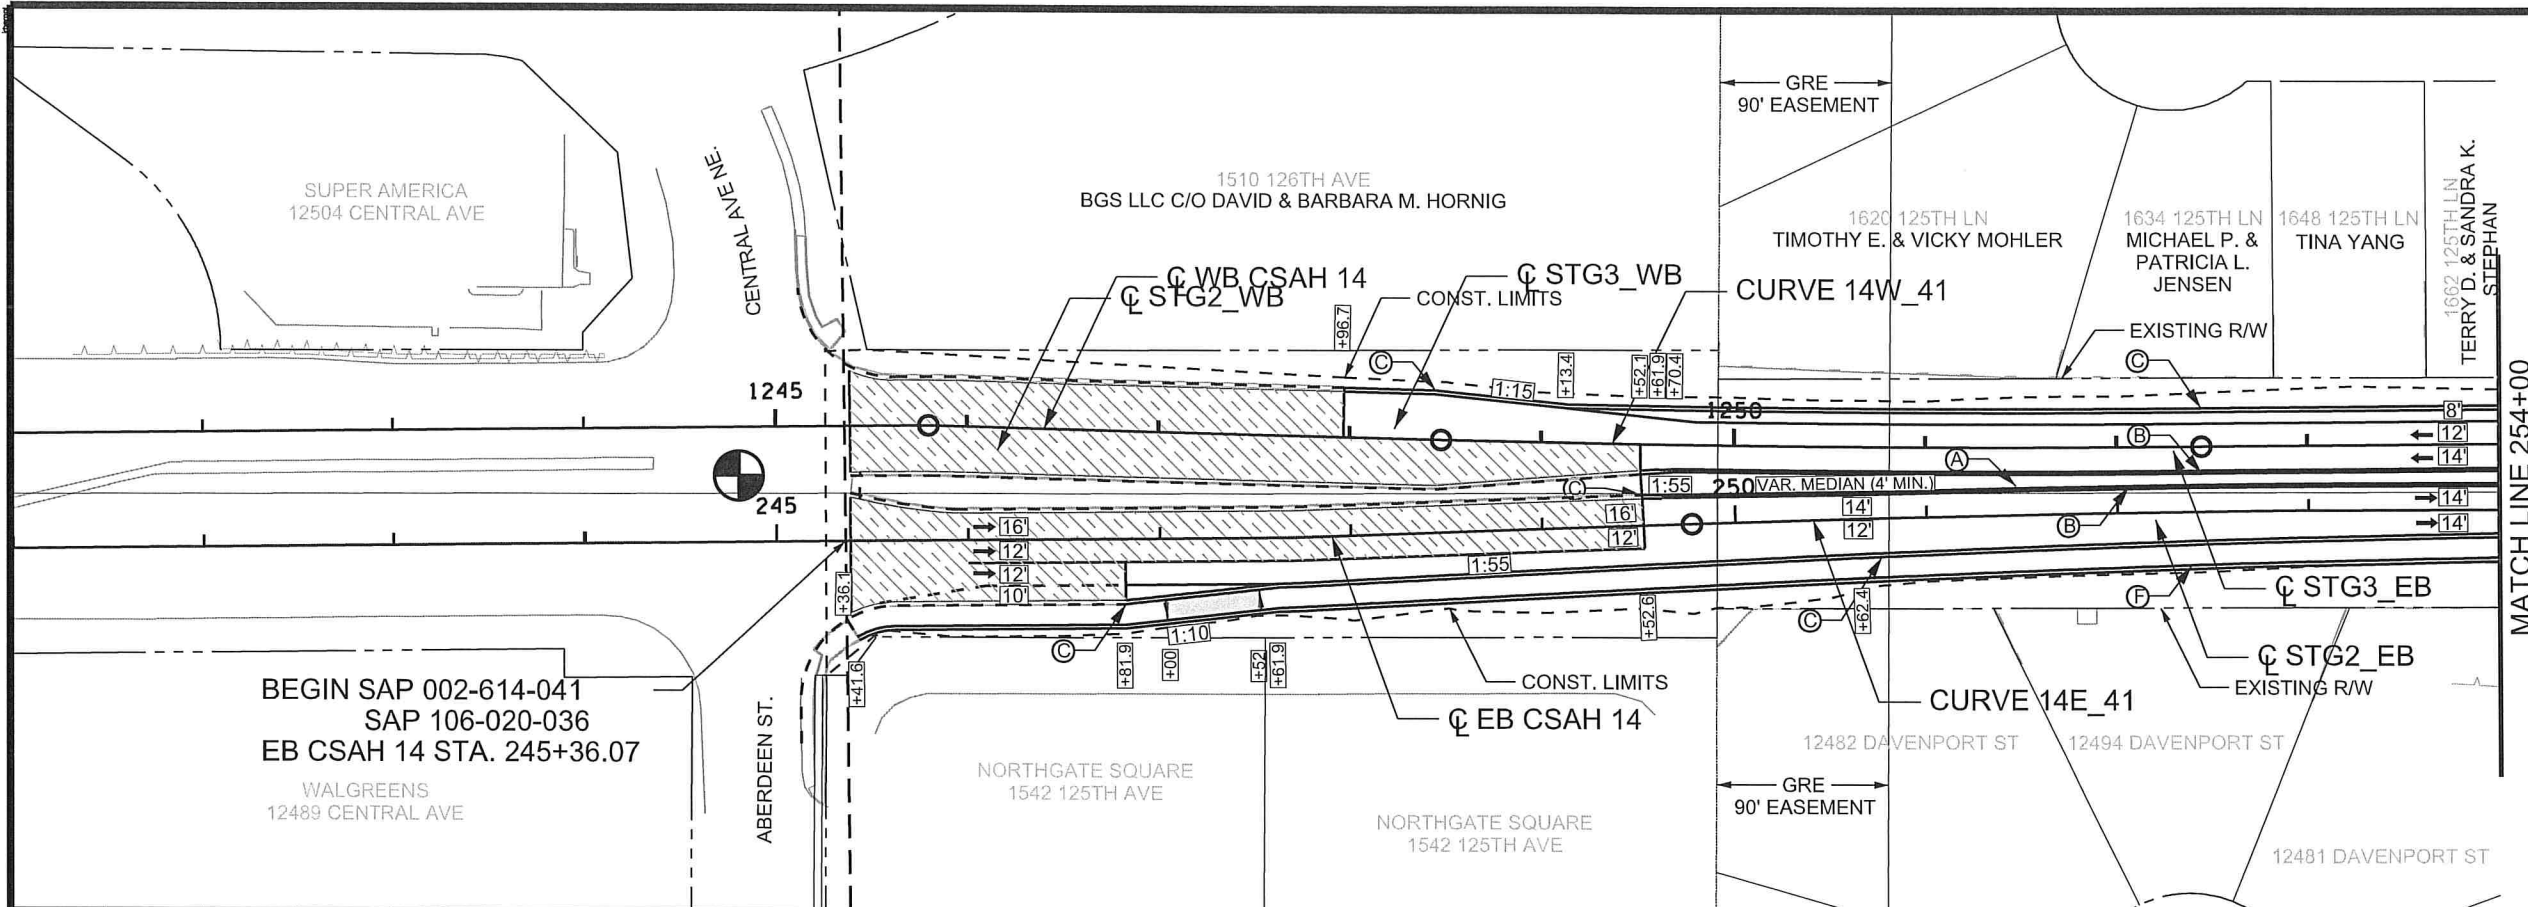 SUPER AMERICA
12504 CENTRAL AVE
CENTRAL AVE NE.
1510 126TH AVE
BGS LLC C/O DAVID & BARBARA M. HORNIG
GRE
90' EASEMENT
1620 125TH LN
TIMOTHY E. & VICKY MOHLER
1634 125TH LN
MICHAEL P. &
PATRICIA L.
JENSEN
1648 125TH LN
TINA YANG
1662 125TH LN
TERRY D. & SANDRA K.
STEPHAN
℄ WB CSAH 14
℄ STG2_WB
℄ STG3_WB
CONST. LIMITS
CURVE 14W_41
EXISTING R/W
+96.7
+13.4
+52.1
+61.9
+70.4
C
C
1:15
1245
1250
8'
12'
14'
B
A
C
1:55
250
VAR. MEDIAN (4' MIN.)
245
16'
16'
14'
14'
12'
12'
12'
B
14'
12'
1:55
10'
+36.1
℄ STG3_EB
F
C
+52.6
+62.4
C
1:10
+41.6
+81.9
+00
+52
+61.9
℄ STG2_EB
EXISTING R/W
CONST. LIMITS
CURVE 14E_41
℄ EB CSAH 14
MATCH LINE 254+00
BEGIN SAP 002-614-041
SAP 106-020-036
EB CSAH 14 STA. 245+36.07
WALGREENS
12489 CENTRAL AVE
ABERDEEN ST.
NORTHGATE SQUARE
1542 125TH AVE
NORTHGATE SQUARE
1542 125TH AVE
GRE
90' EASEMENT
12482 DAVENPORT ST
12494 DAVENPORT ST
12481 DAVENPORT ST